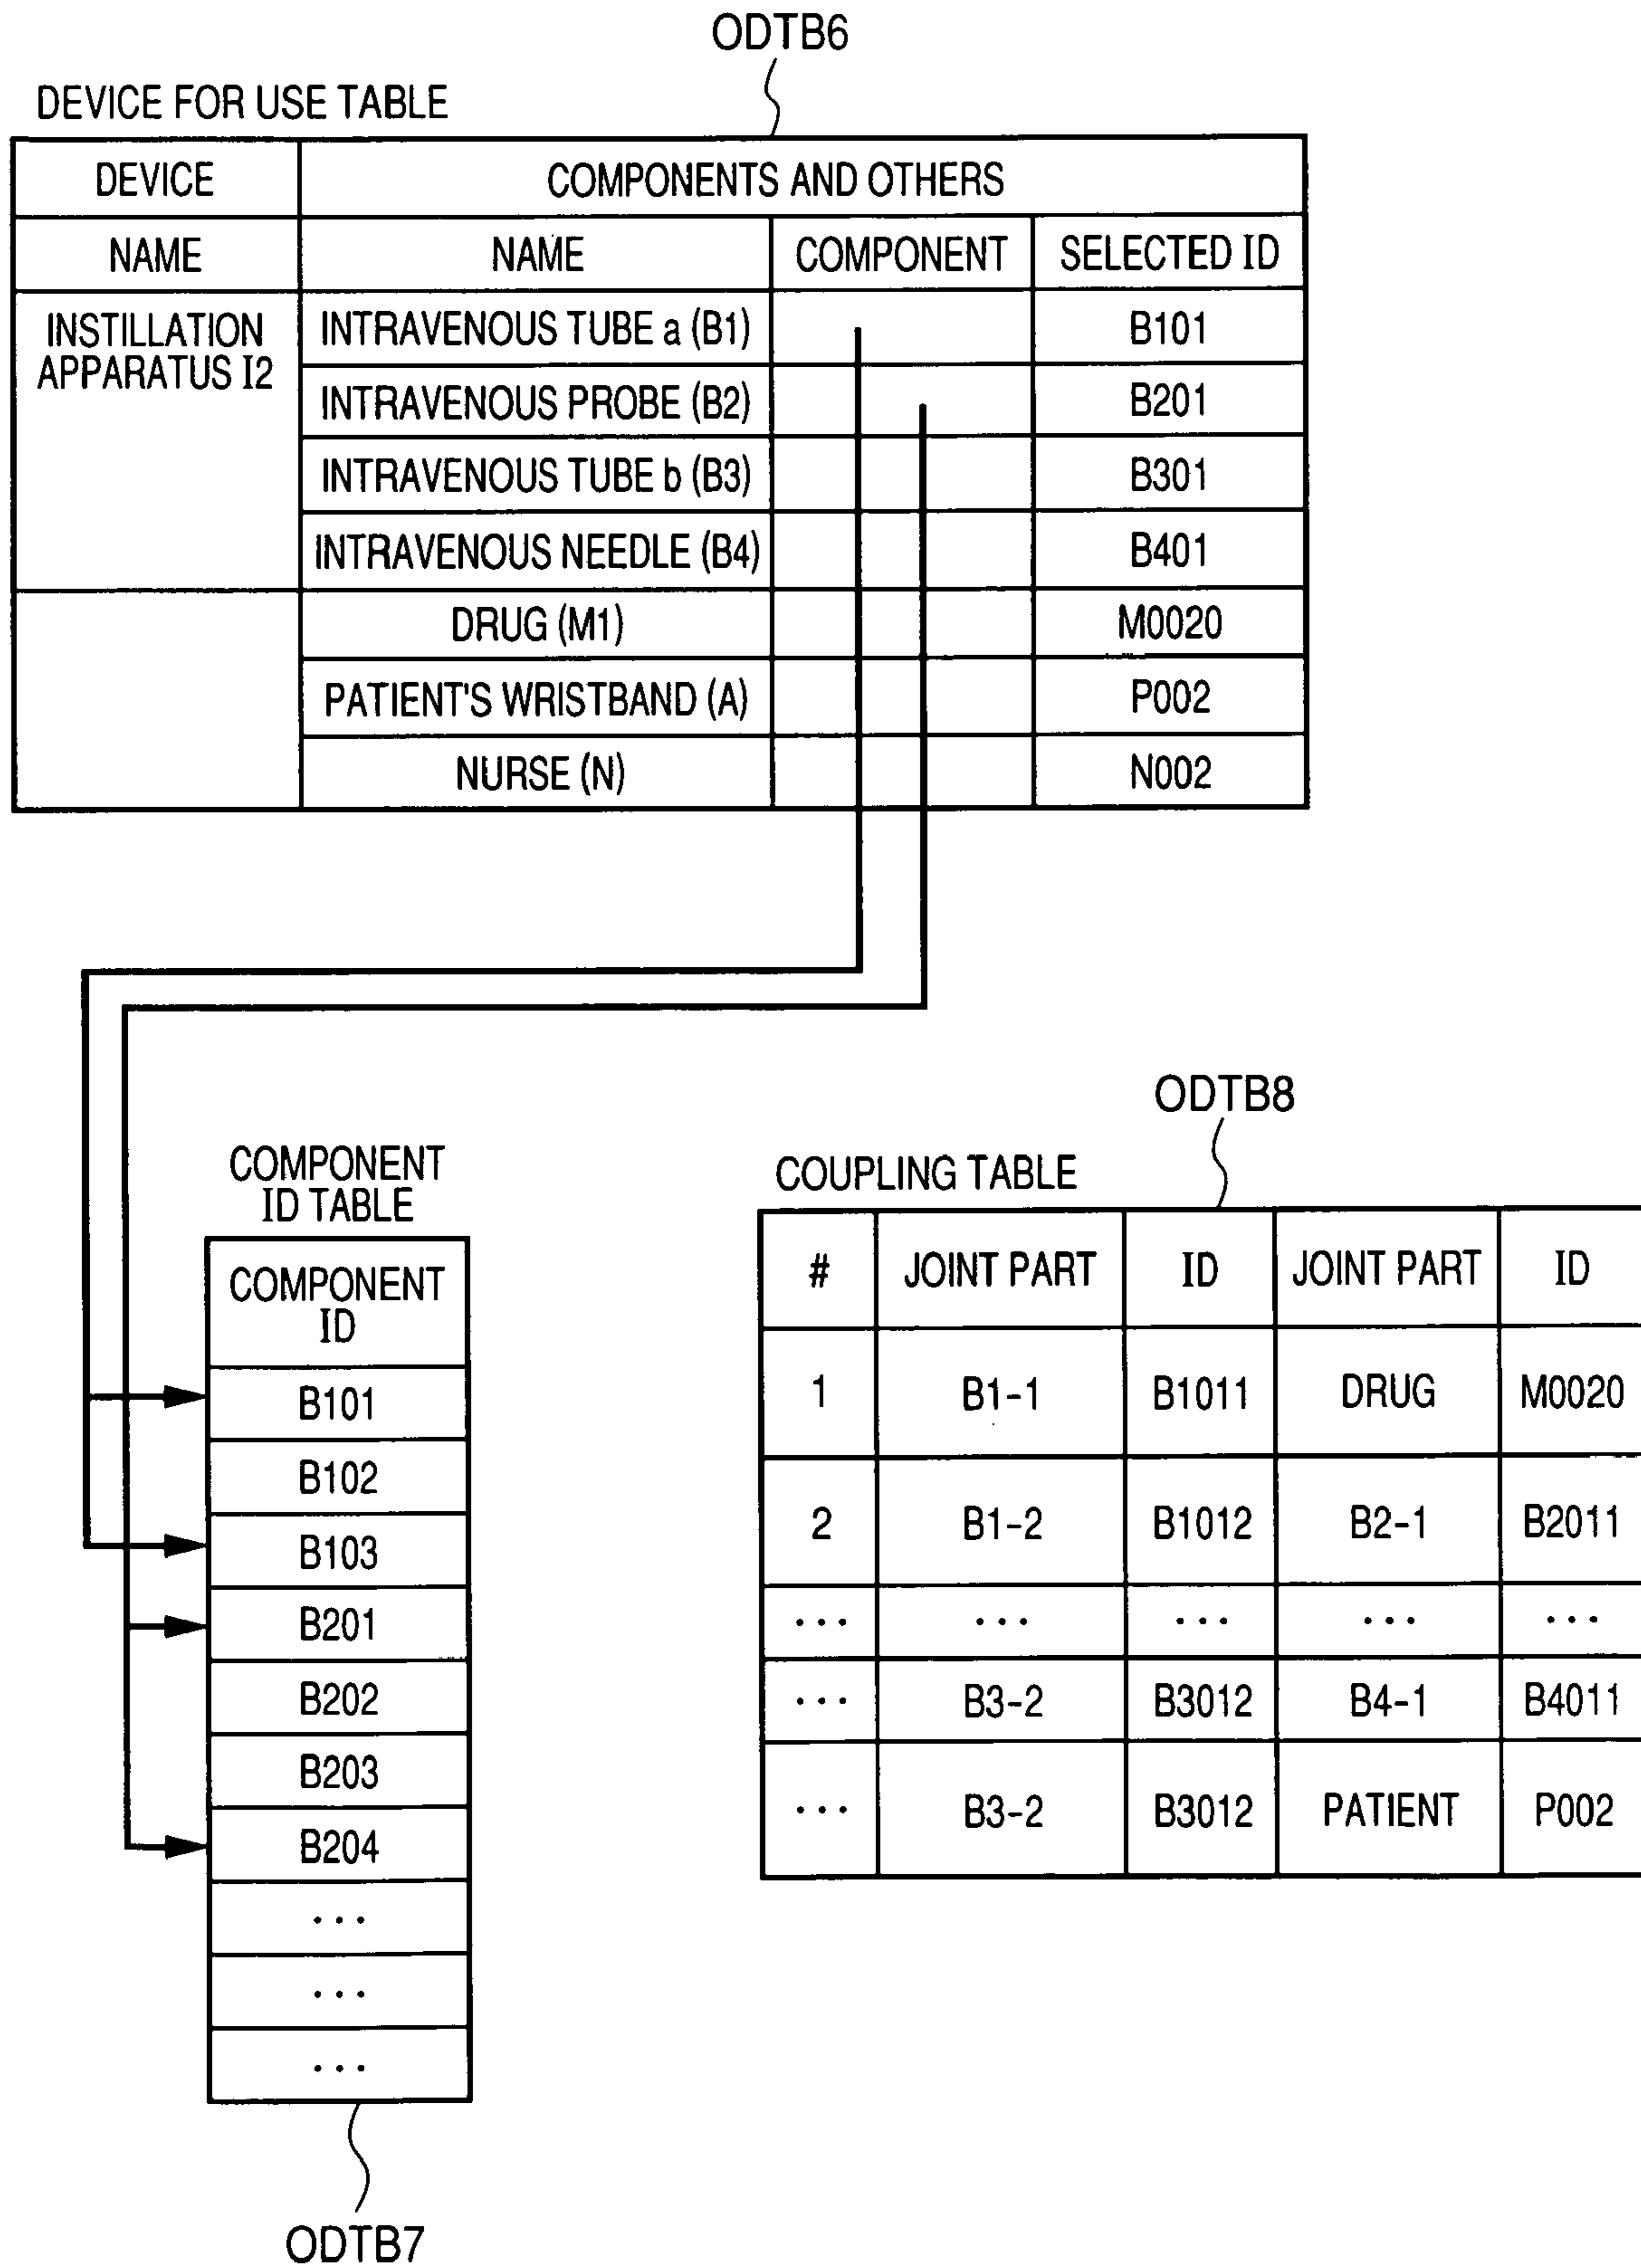 ODTB6
DEVICE FOR USE TABLE
DEVICE COMPONENTS AND OTHERS
NAME NAME COMPONENT SELECTED ID
INSTILLATION
APPARATUS I2
INTRAVENOUS TUBE a (B1) B101
INTRAVENOUS PROBE (B2) B201
INTRAVENOUS TUBE b (B3) B301
INTRAVENOUS NEEDLE (B4) B401
DRUG (M1) M0020
PATIENT'S WRISTBAND (A) P002
NURSE (N) N002
COMPONENT
ID TABLE
COMPONENT
ID
B101
B102
B103
B201
B202
B203
B204
...
...
...
ODTB7
ODTB8
COUPLING TABLE
# JOINT PART ID JOINT PART ID
1 B1-1 B1011 DRUG M0020
2 B1-2 B1012 B2-1 B2011
... ... ... ... ...
... B3-2 B3012 B4-1 B4011
... B3-2 B3012 PATIENT P002